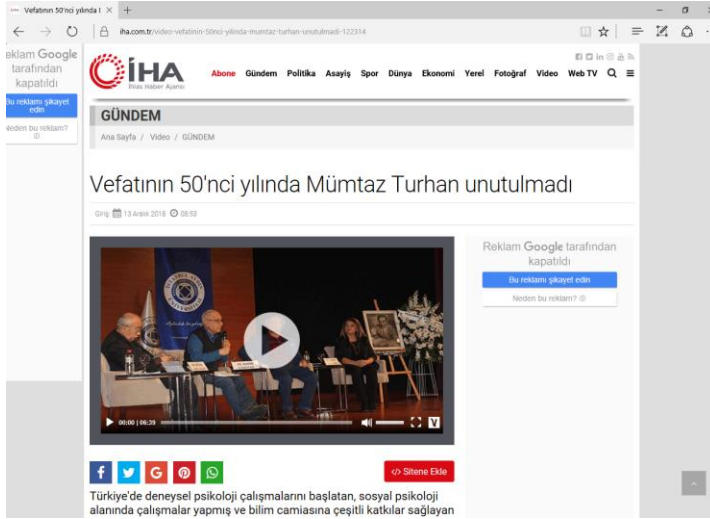 Vefatının 50'nci yılında
iha.com.tr/video-vefatinin-50nci-yilinda-mumtaz-turhan-unutulmadi-122314
eklam Google
tarafından
kapatıldı
Bu reklamı şikayet
edin
Neden bu reklam?
İHA
İhlas Haber Ajansı
Abone Gündem Politika Asayiş Spor Dünya Ekonomi Yerel Fotoğraf Video Web TV
GÜNDEM
Ana Sayfa / Video / GÜNDEM
Vefatının 50'nci yılında Mümtaz Turhan unutulmadı
Giriş 13 Aralık 2018 08:53
Reklam Google tarafından
kapatıldı
Bu reklamı şikayet edin
Neden bu reklam?
00:00 | 06:39
</> Sitene Ekle
Türkiye'de deneysel psikoloji çalışmalarını başlatan, sosyal psikoloji
alanında çalışmalar yapmış ve bilim camiasına çeşitli katkılar sağlayan